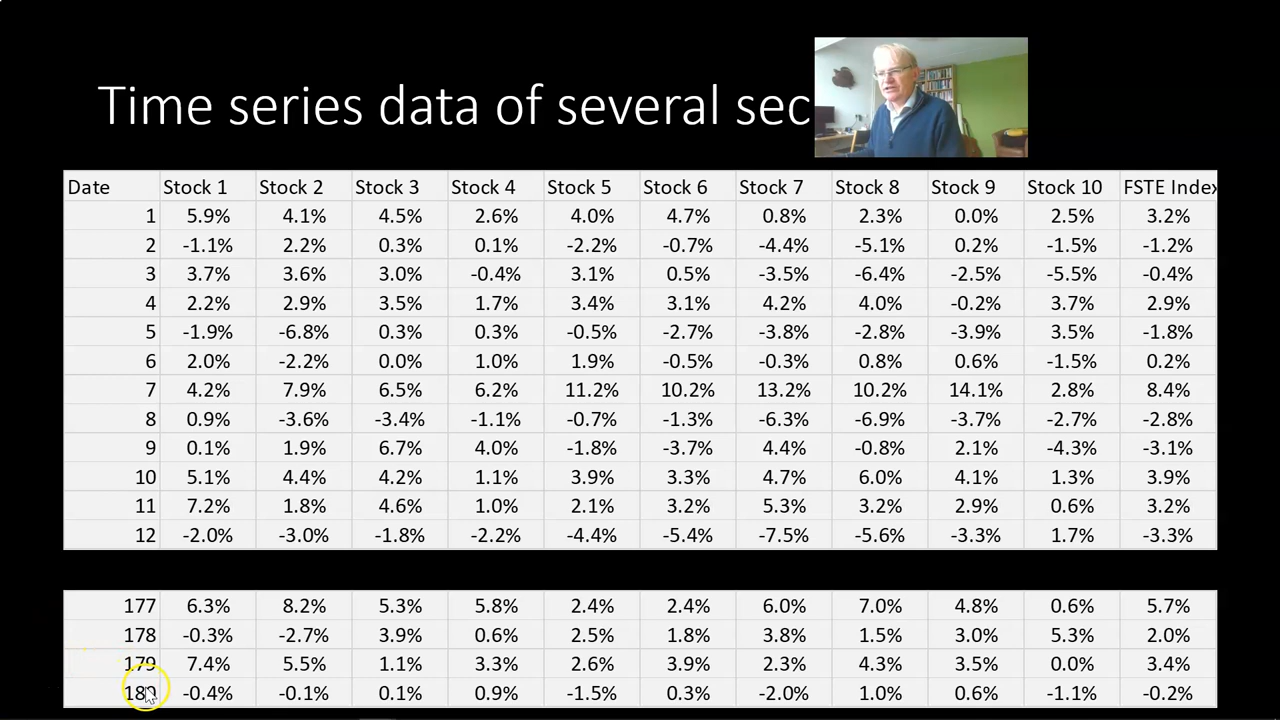 Time series data of several sec
Date Stock 1 Stock 2 Stock 3 Stock 4 Stock 5 Stock 6 Stock 7 Stock 8 Stock 9 Stock 10 FSTE Index
1 5.9% 4.1% 4.5% 2.6% 4.0% 4.7% 0.8% 2.3% 0.0% 2.5% 3.2%
2 -1.1% 2.2% 0.3% 0.1% -2.2% -0.7% -4.4% -5.1% 0.2% -1.5% -1.2%
3 3.7% 3.6% 3.0% -0.4% 3.1% 0.5% -3.5% -6.4% -2.5% -5.5% -0.4%
4 2.2% 2.9% 3.5% 1.7% 3.4% 3.1% 4.2% 4.0% -0.2% 3.7% 2.9%
5 -1.9% -6.8% 0.3% 0.3% -0.5% -2.7% -3.8% -2.8% -3.9% 3.5% -1.8%
6 2.0% -2.2% 0.0% 1.0% 1.9% -0.5% -0.3% 0.8% 0.6% -1.5% 0.2%
7 4.2% 7.9% 6.5% 6.2% 11.2% 10.2% 13.2% 10.2% 14.1% 2.8% 8.4%
8 0.9% -3.6% -3.4% -1.1% -0.7% -1.3% -6.3% -6.9% -3.7% -2.7% -2.8%
9 0.1% 1.9% 6.7% 4.0% -1.8% -3.7% 4.4% -0.8% 2.1% -4.3% -3.1%
10 5.1% 4.4% 4.2% 1.1% 3.9% 3.3% 4.7% 6.0% 4.1% 1.3% 3.9%
11 7.2% 1.8% 4.6% 1.0% 2.1% 3.2% 5.3% 3.2% 2.9% 0.6% 3.2%
12 -2.0% -3.0% -1.8% -2.2% -4.4% -5.4% -7.5% -5.6% -3.3% 1.7% -3.3%
177 6.3% 8.2% 5.3% 5.8% 2.4% 2.4% 6.0% 7.0% 4.8% 0.6% 5.7%
178 -0.3% -2.7% 3.9% 0.6% 2.5% 1.8% 3.8% 1.5% 3.0% 5.3% 2.0%
179 7.4% 5.5% 1.1% 3.3% 2.6% 3.9% 2.3% 4.3% 3.5% 0.0% 3.4%
180 -0.4% -0.1% 0.1% 0.9% -1.5% 0.3% -2.0% 1.0% 0.6% -1.1% -0.2%